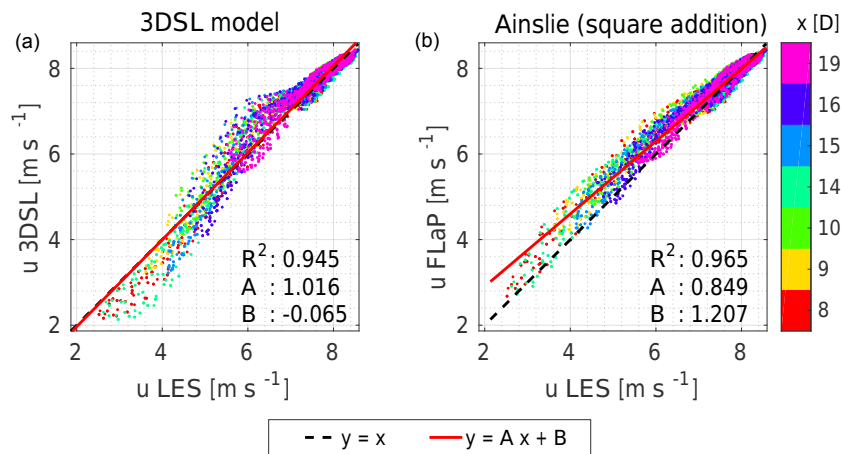 3DSL model
Ainslie (square addition)
x [D]
(a)
(b)
8
6
4
2
u 3DSL [m s -1]
R2 : 0.945
A : 1.016
B : -0.065
2 4 6 8
u LES [m s -1]
8
6
4
2
u FLaP [m s -1]
R2 : 0.965
A : 0.849
B : 1.207
2 4 6 8
u LES [m s -1]
19
16
15
14
10
9
8
y = x
y = A x + B